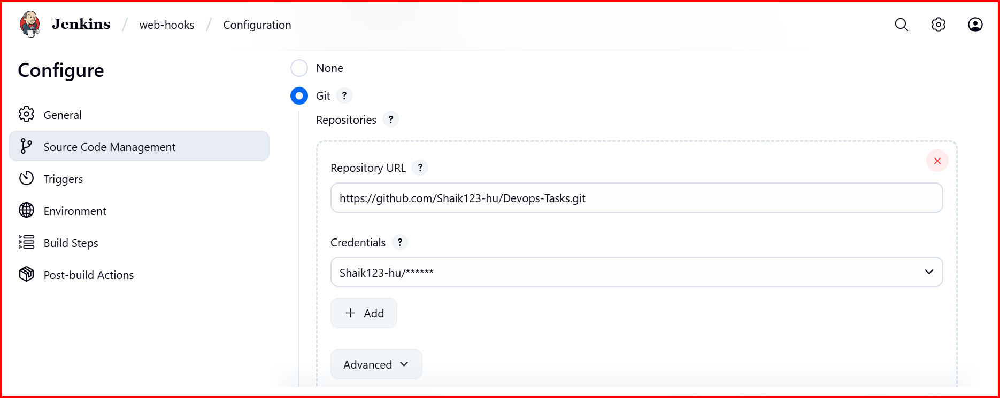 Jenkins / web-hooks / Configuration
Configure
General
Source Code Management
Triggers
Environment
Build Steps
Post-build Actions
None
Git ?
Repositories ?
Repository URL ?
https://github.com/Shaik123-hu/Devops-Tasks.git
Credentials ?
Shaik123-hu/******
+ Add
Advanced